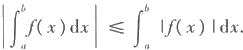 | ∫_a^b f(x)dx | ≤ ∫_a^b |f(x)|dx.